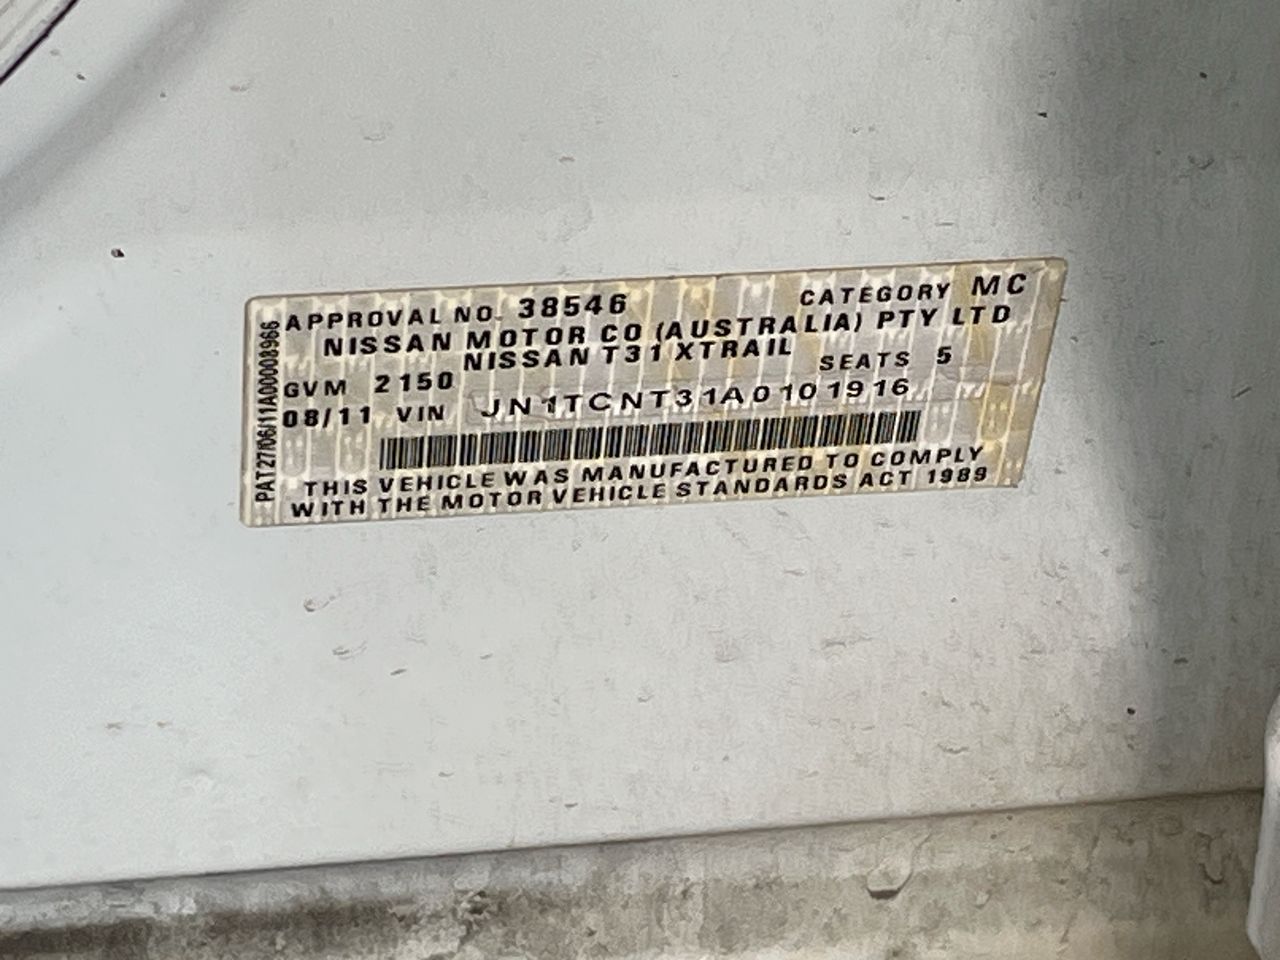 APPROVAL NO. 38546 CATEGORY MC
NISSAN MOTOR CO (AUSTRALIA) PTY LTD
NISSAN T31 XTRAIL
GVM 2150 SEATS 5
08/11 VIN JN1TCNT31A0101916
THIS VEHICLE WAS MANUFACTURED TO COMPLY
WITH THE MOTOR VEHICLE STANDARDS ACT 1989
PAT27/06/11A00008966